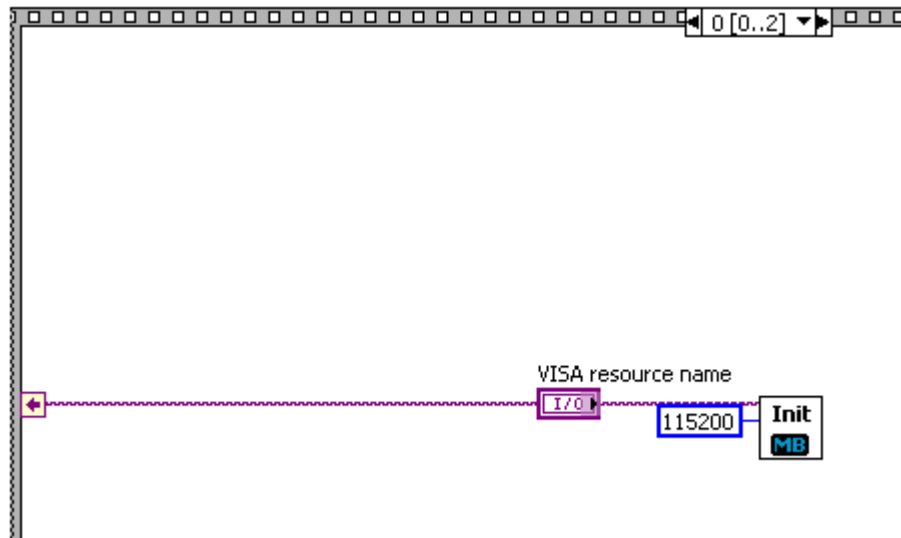 0 [0..2]
VISA resource name
I/O
115200
Init
MB